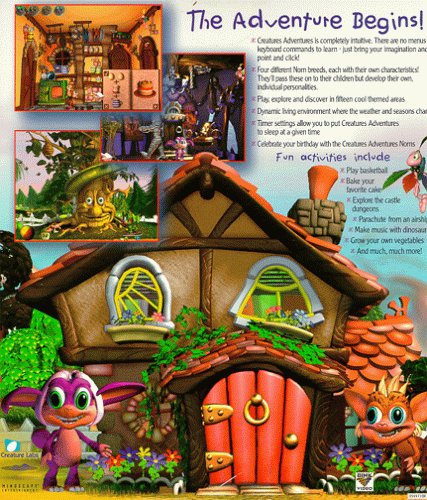 The Adventure Begins!
Creatures Adventures is completely intuitive. There are no menus
keyboard commands to learn - just bring your imagination and
point and click!
Four different Norn breeds, each with their own characteristics!
They'll pass these on to their children but develop their own,
individual personalities.
Play, explore and discover in fifteen cool themed areas
Dynamic living environment where the weather and seasons cha
Timer settings allow you to put Creatures Adventures
to sleep at a given time
Celebrate your birthday with the Creatures Adventures Norns
Fun activities include
Play basketball
Bake your
favorite cake
Explore the castle
dungeons
Parachute from an airship
Make music with dinosaur
Grow your own vegetables
And much, much more!
Creature Labs
MINDSCAPE
ENTERTAINMENT
VIDEO